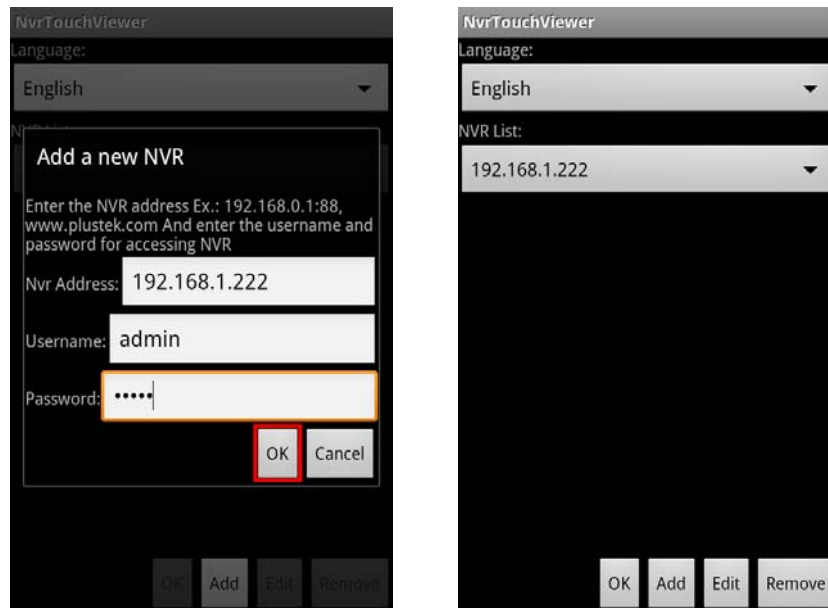 NvrTouchViewer
Language:
English
Add a new NVR
Enter the NVR address Ex.: 192.168.0.1:88,
www.plustek.com And enter the username and
password for accessing NVR
Nvr Address: 192.168.1.222
Username: admin
Password: •••••
OK Cancel
OK Add Edit Remove
NvrTouchViewer
Language:
English
NVR List:
192.168.1.222
OK Add Edit Remove